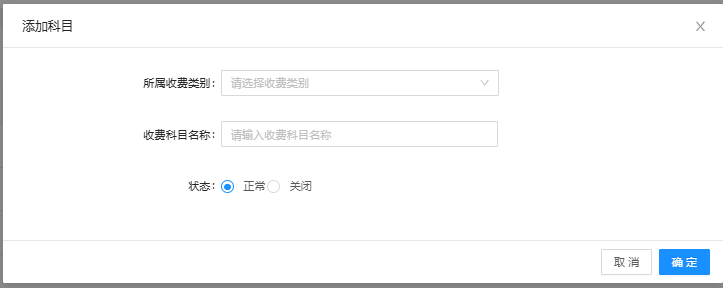 添加科目
所属收费类别: 请选择收费类别
收费科目名称: 请输入收费科目名称
状态: 正常 关闭
取消 确定